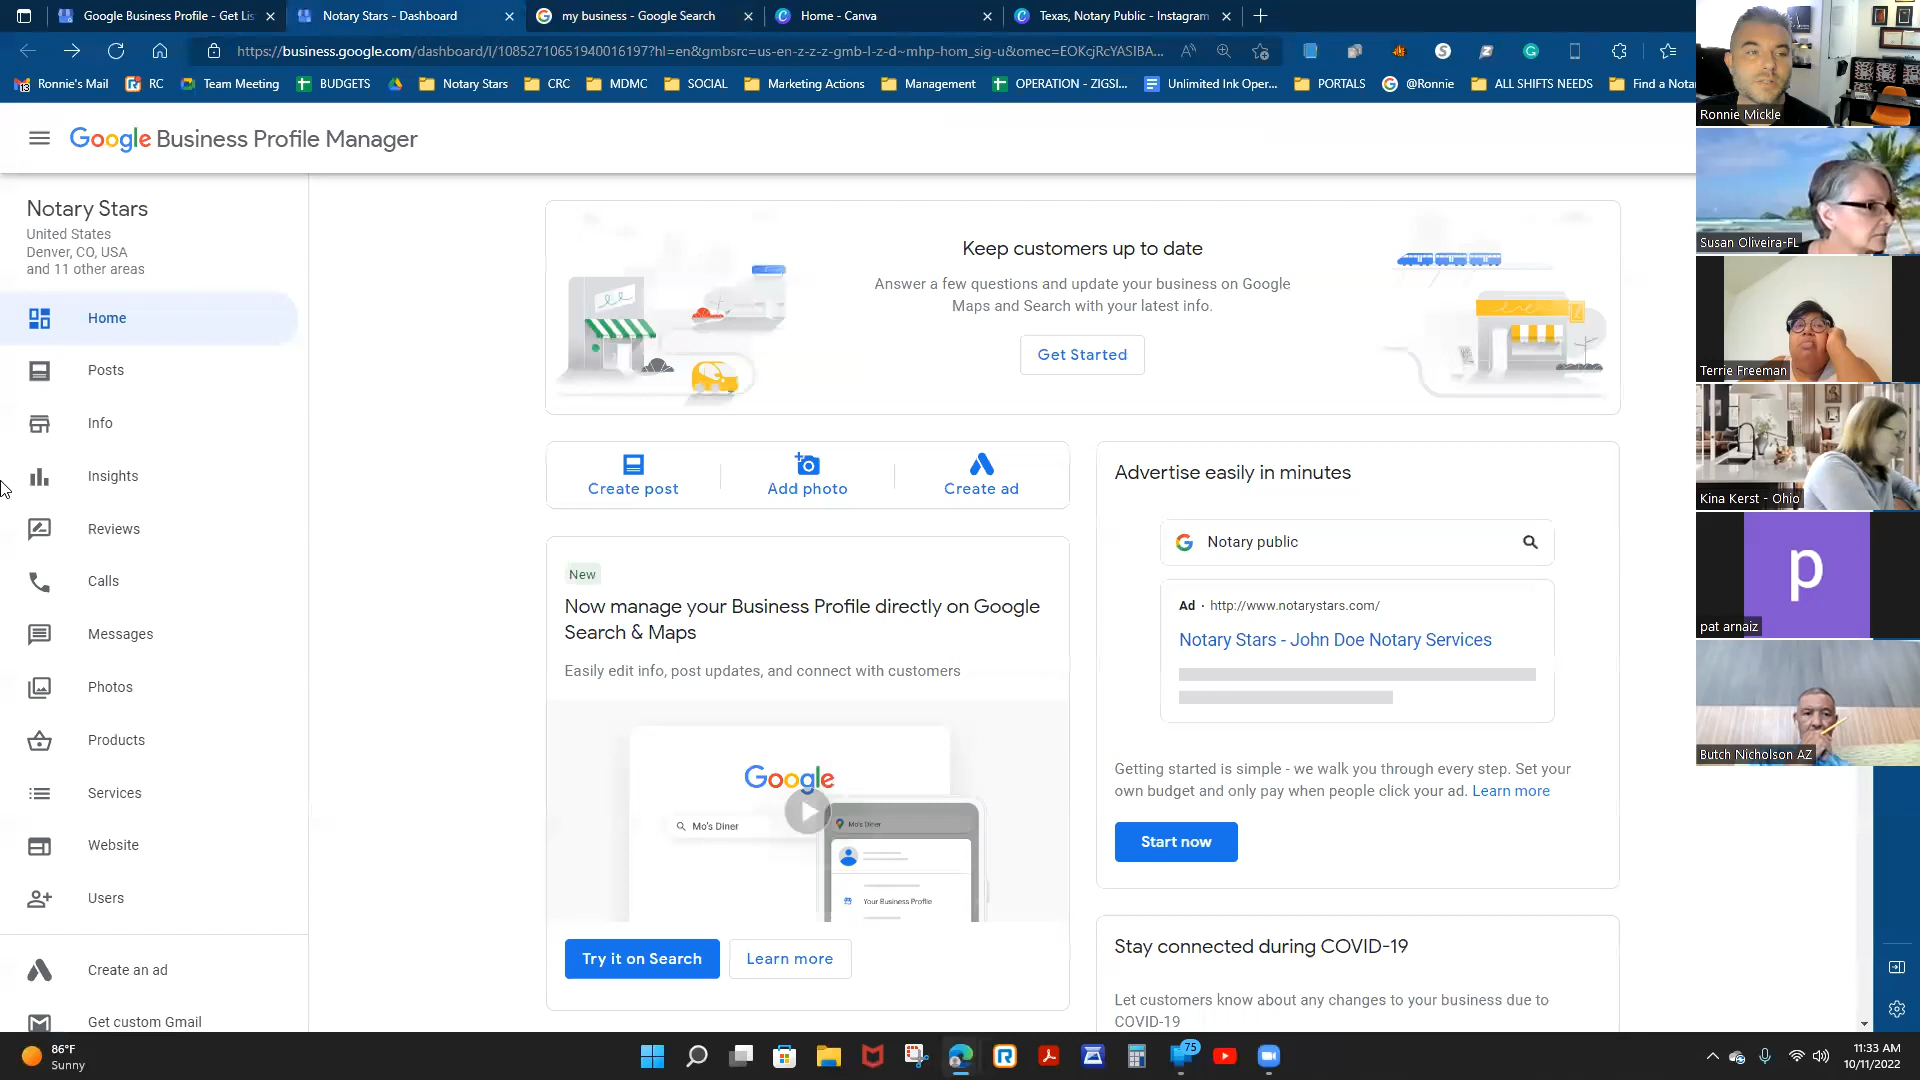 Google Business Profile - Get Lis
Notary Stars - Dashboard
my business - Google Search
Home - Canva
Texas, Notary Public - Instagram
https://business.google.com/dashboard/l/10852710651940016197?hl=en&gmbsrc=us-en-z-z-z-gmb-l-z-d~mhp-hom_sig-u&omec=EOKcjRcYASIBA...
Ronnie's Mail
RC
Team Meeting
BUDGETS
Notary Stars
CRC
MDMC
SOCIAL
Marketing Actions
Management
OPERATION - ZIGSI...
Unlimited Ink Oper...
PORTALS
@Ronnie
ALL SHIFTS NEEDS
Find a Nota
Google Business Profile Manager
Notary Stars
United States
Denver, CO, USA
and 11 other areas
Home
Posts
Info
Insights
Reviews
Calls
Messages
Photos
Products
Services
Website
Users
Create an ad
Get custom Gmail
Keep customers up to date
Answer a few questions and update your business on Google
Maps and Search with your latest info.
Get Started
Create post
Add photo
Create ad
New
Now manage your Business Profile directly on Google
Search & Maps
Easily edit info, post updates, and connect with customers
Google
Mo's Diner
Mo's Diner
Your Business Profile
Try it on Search
Learn more
Advertise easily in minutes
Notary public
Ad · http://www.notarystars.com/
Notary Stars - John Doe Notary Services
Getting started is simple - we walk you through every step. Set your
own budget and only pay when people click your ad. Learn more
Start now
Stay connected during COVID-19
Let customers know about any changes to your business due to
COVID-19
Ronnie Mickle
Susan Oliveira-FL
Terrie Freeman
Kina Kerst - Ohio
p
pat arnaiz
Butch Nicholson AZ
86°F
Sunny
75
11:33 AM
10/11/2022